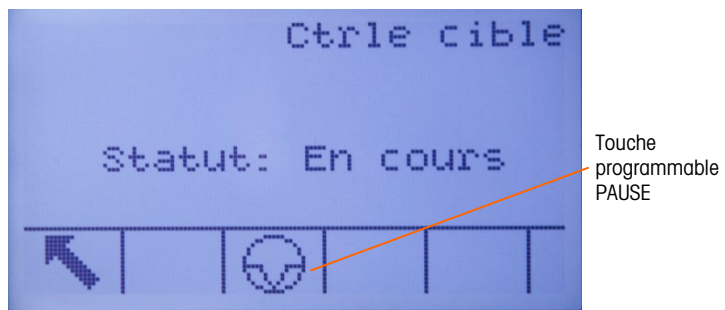 Ctrle cible
Statut: En cours
Touche
programmable
PAUSE